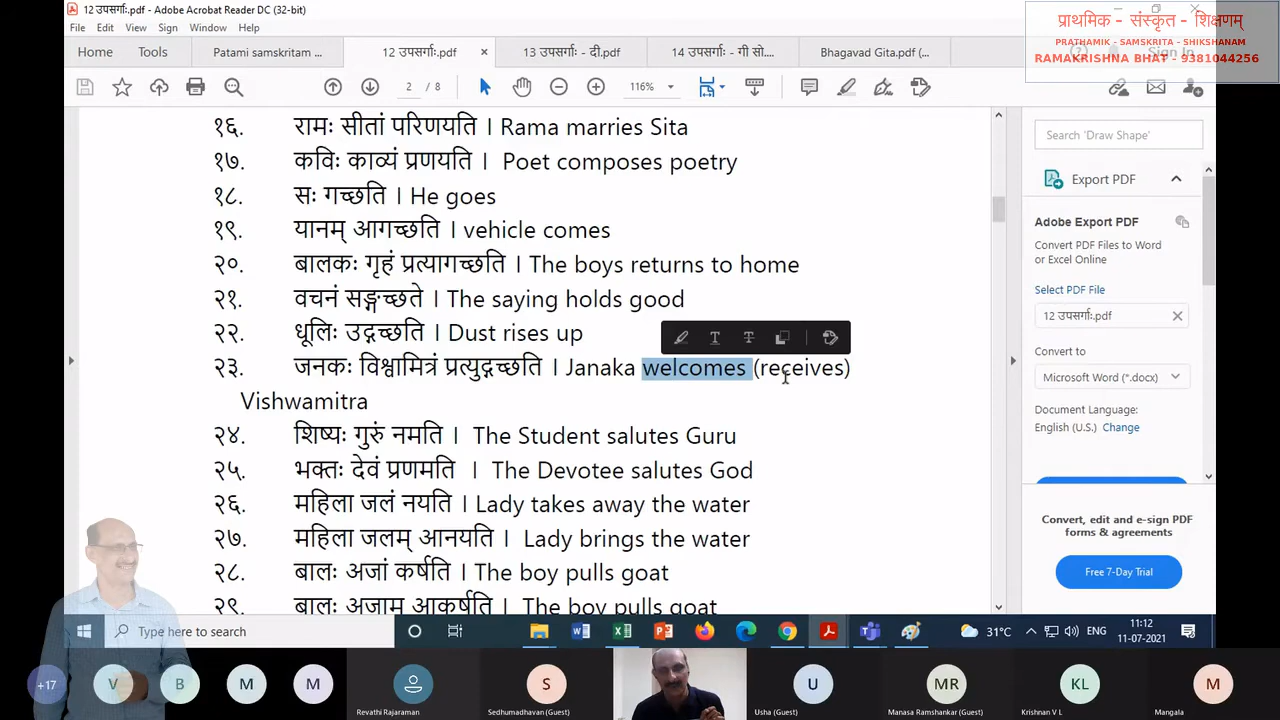 12 उपसर्गाः.pdf - Adobe Acrobat Reader DC (32-bit)
File Edit View Sign Window Help
Home Tools Patami samskritam ... 12 उपसर्गाः.pdf × 13 उपसर्गाः - दी.pdf 14 उपसर्गाः - गी सो.... Bhagavad Gita.pdf (... Sign In
प्राथमिक - संस्कृत - शिक्षणम्
PRATHAMIK - SAMSKRITA - SHIKSHANAM
RAMAKRISHNA BHAT - 9381044256
2 / 8 116%
१६. रामः सीतां परिणयति । Rama marries Sita
१७. कविः काव्यं प्रणयति । Poet composes poetry
१८. सः गच्छति । He goes
१९. यानम् आगच्छति । vehicle comes
२०. बालकः गृहं प्रत्यागच्छति । The boys returns to home
२१. वचनं सङ्गच्छते । The saying holds good
२२. धूलिः उद्गच्छति । Dust rises up
२३. जनकः विश्वामित्रं प्रत्युद्गच्छति । Janaka welcomes (receives)
Vishwamitra
२४. शिष्यः गुरुं नमति । The Student salutes Guru
२५. भक्तः देवं प्रणमति । The Devotee salutes God
२६. महिला जलं नयति । Lady takes away the water
२७. महिला जलम् आनयति । Lady brings the water
२८. बालः अजां कर्षति । The boy pulls goat
२९. बालः अजाम् आकर्षति । The boy pulls goat
Search 'Draw Shape'
Export PDF
Adobe Export PDF
Convert PDF Files to Word
or Excel Online
Select PDF File
12 उपसर्गाः.pdf ×
Convert to
Microsoft Word (*.docx)
Document Language:
English (U.S.) Change
Convert, edit and e-sign PDF
forms & agreements
Free 7-Day Trial
Type here to search
31°C ENG 11:12
11-07-2021
+17 V B M M S U MR KL M
Revathi Rajaraman Sedhumadhavan (Guest) Usha (Guest) Manasa Ramshankar (Guest) Krishnan V L Mangala